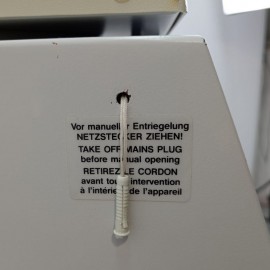 Vor manueller Entriegelung
NETZSTECKER ZIEHEN!
TAKE OFF MAINS PLUG
before manual opening
RETIREZ LE CORDON
avant toute intervention
à l'intérieur de l'appareil